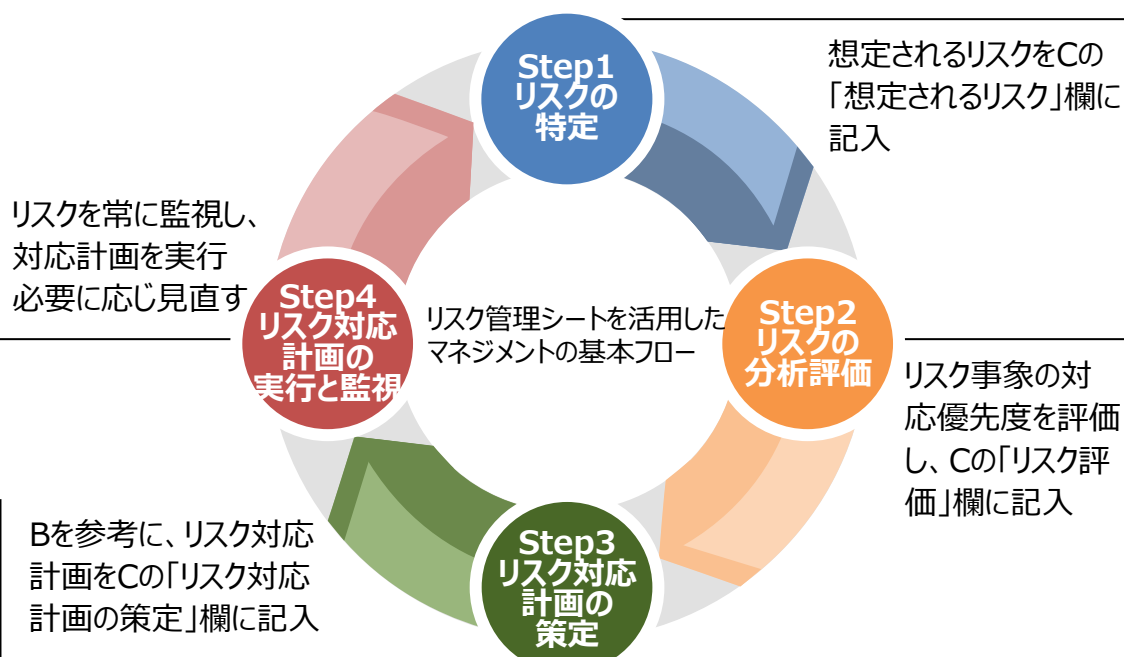 Step1
リスクの
特定
想定されるリスクをCの
「想定されるリスク」欄に
記入
Step2
リスクの
分析評価
リスク事象の対
応優先度を評価
し、Cの「リスク評
価」欄に記入
Step3
リスク対応
計画の
策定
Bを参考に、リスク対応
計画をCの「リスク対応
計画の策定」欄に記入
Step4
リスク対応
計画の
実行と監視
リスクを常に監視し、
対応計画を実行
必要に応じ見直す
リスク管理シートを活用した
マネジメントの基本フロー